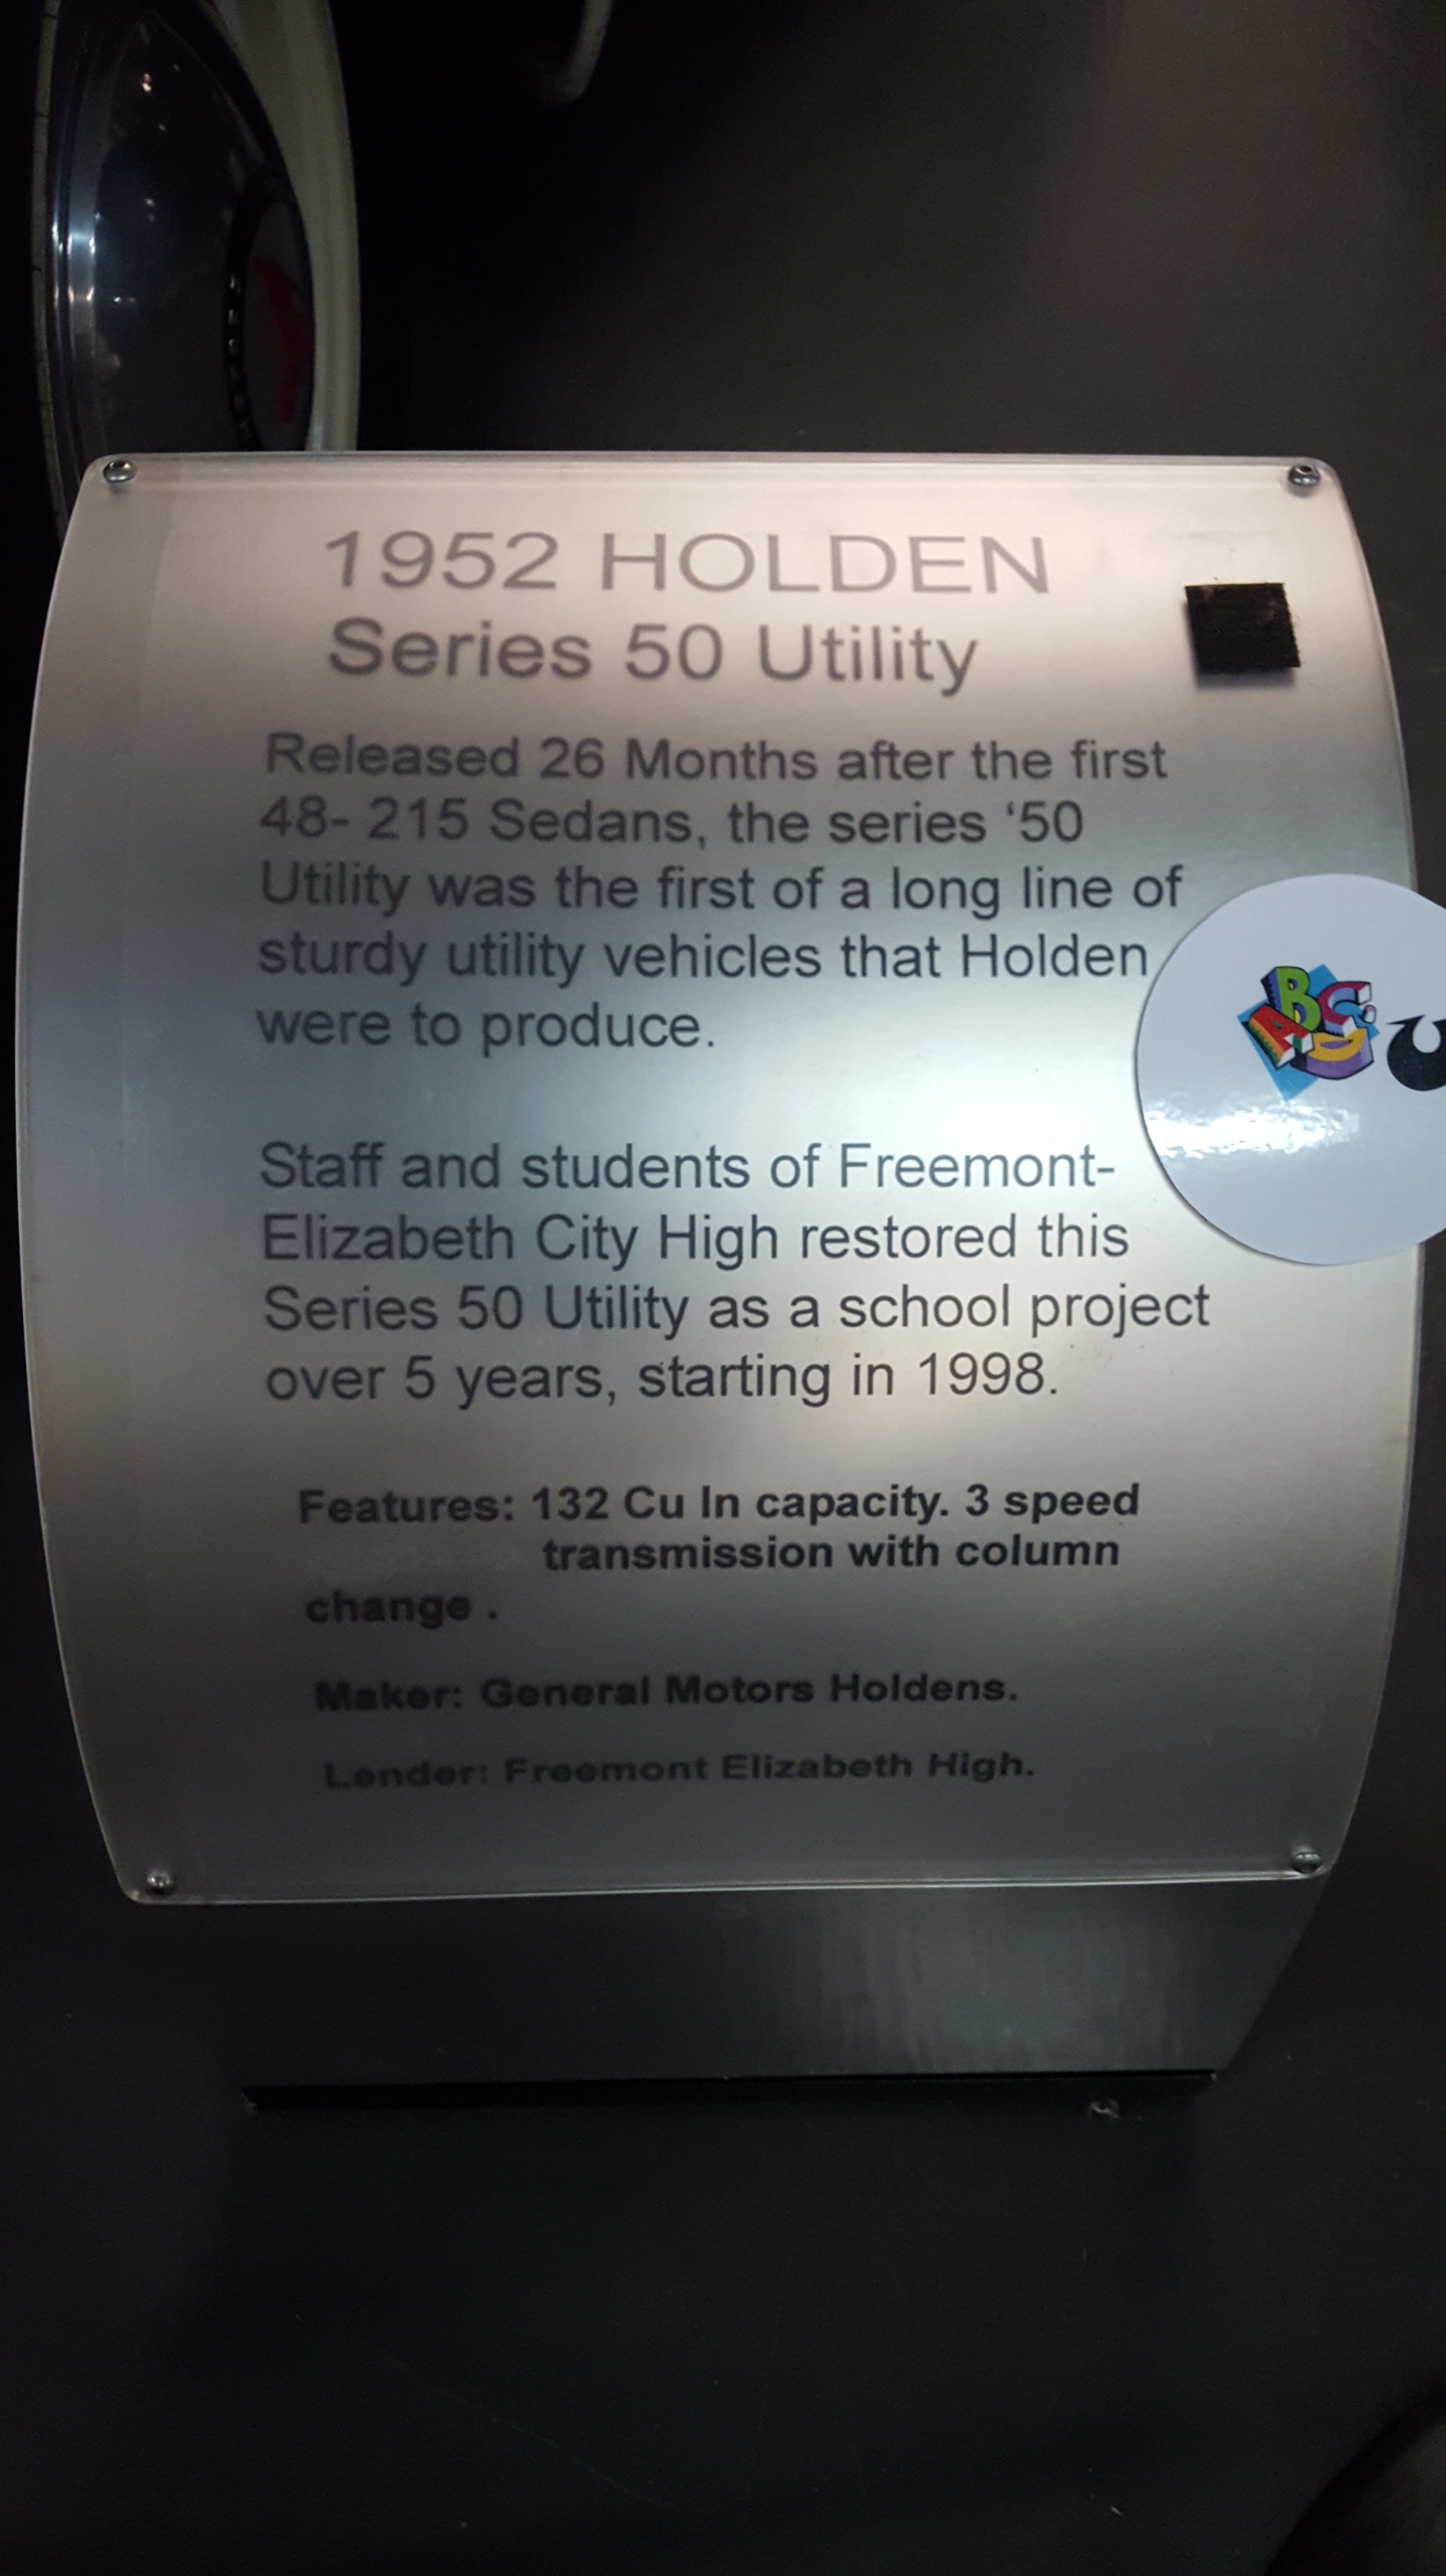 1952 HOLDEN
Series 50 Utility
Released 26 Months after the first
48- 215 Sedans, the series ‘50
Utility was the first of a long line of
sturdy utility vehicles that Holden
were to produce.
Staff and students of Freemont-
Elizabeth City High restored this
Series 50 Utility as a school project
over 5 years, starting in 1998.
Features: 132 Cu In capacity. 3 speed
transmission with column
change .
Maker: General Motors Holdens.
Lender: Freemont Elizabeth High.
ABCD